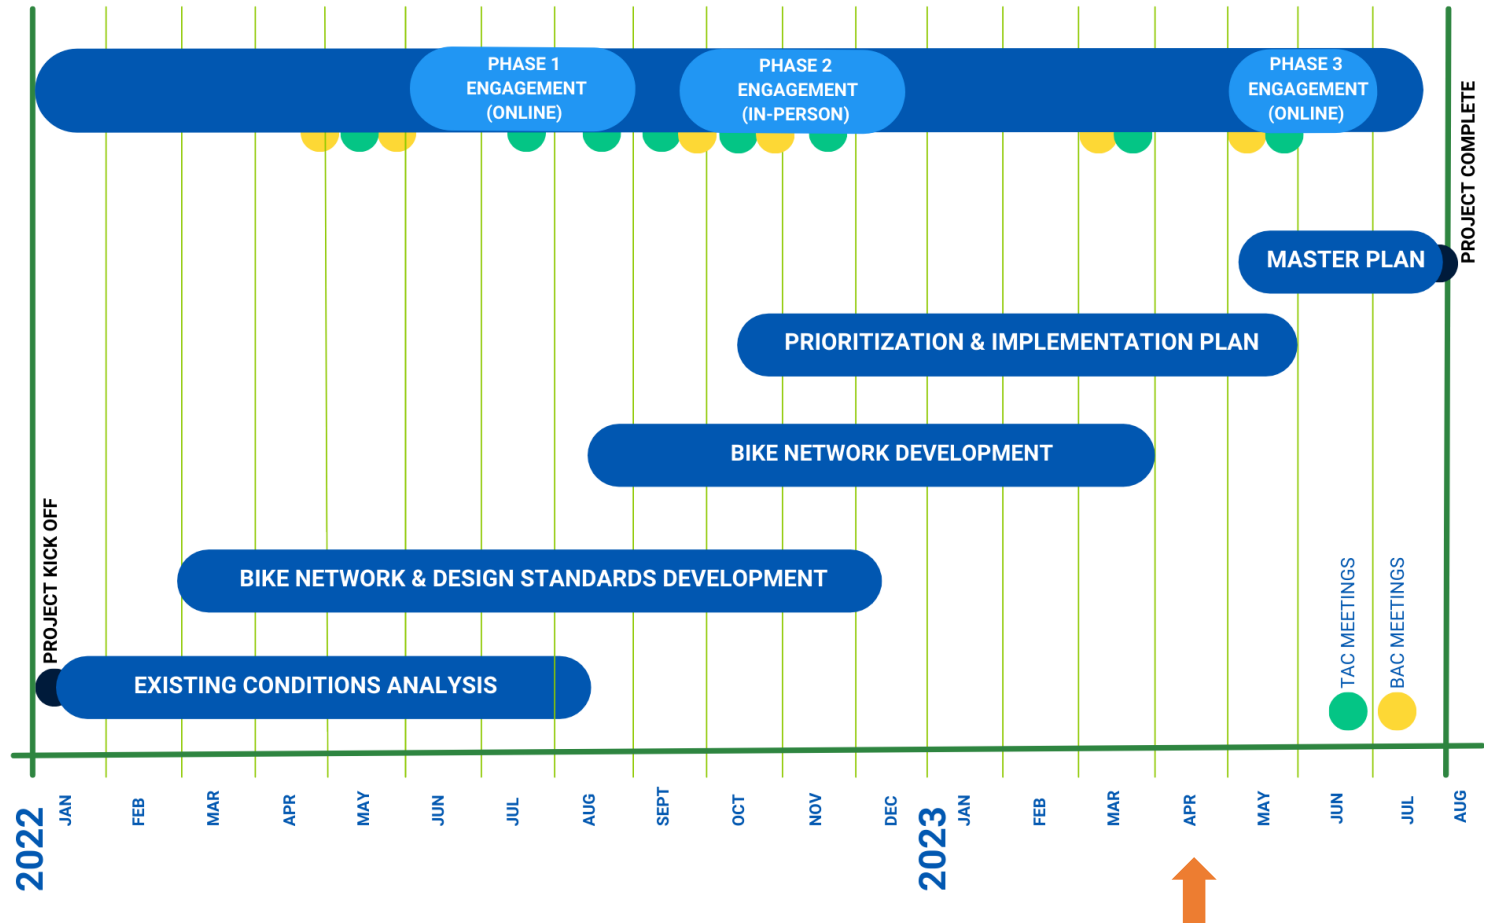 PHASE 1
ENGAGEMENT
(ONLINE)
PHASE 2
ENGAGEMENT
(IN-PERSON)
PHASE 3
ENGAGEMENT
(ONLINE)
PROJECT COMPLETE
MASTER PLAN
PRIORITIZATION & IMPLEMENTATION PLAN
BIKE NETWORK DEVELOPMENT
PROJECT KICK OFF
BIKE NETWORK & DESIGN STANDARDS DEVELOPMENT
EXISTING CONDITIONS ANALYSIS
TAC MEETINGS
BAC MEETINGS
2022
JAN
FEB
MAR
APR
MAY
JUN
JUL
AUG
SEPT
OCT
NOV
DEC
2023
JAN
FEB
MAR
APR
MAY
JUN
JUL
AUG